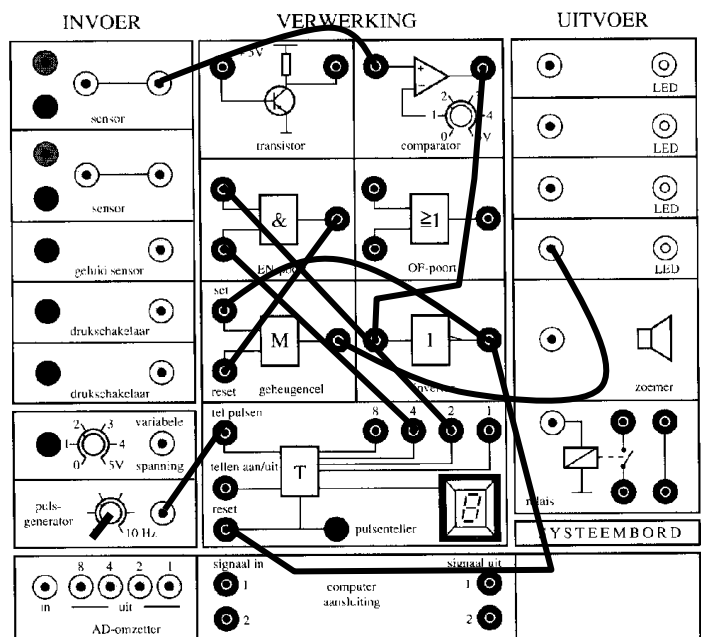 INVOER
sensor
sensor
geluid sensor
drukschakelaar
drukschakelaar
variabele
spanning
0 1 2 3 4 5V
puls-
generator
10 Hz
8 4 2 1
in uit
AD-omzetter
VERWERKING
+5V
transistor
+
−
0 1 2 3 4 5V
comparator
&
EN-poort
≧1
OF-poort
set
M
reset
geheugencel
1
inverter
tel pulsen
8 4 2 1
tellen aan/uit
T
reset
pulsenteller
8
signaal in
1
2
computer
aansluiting
signaal uit
1
2
UITVOER
LED
LED
LED
LED
zoemer
relais
SYSTEEMBORD